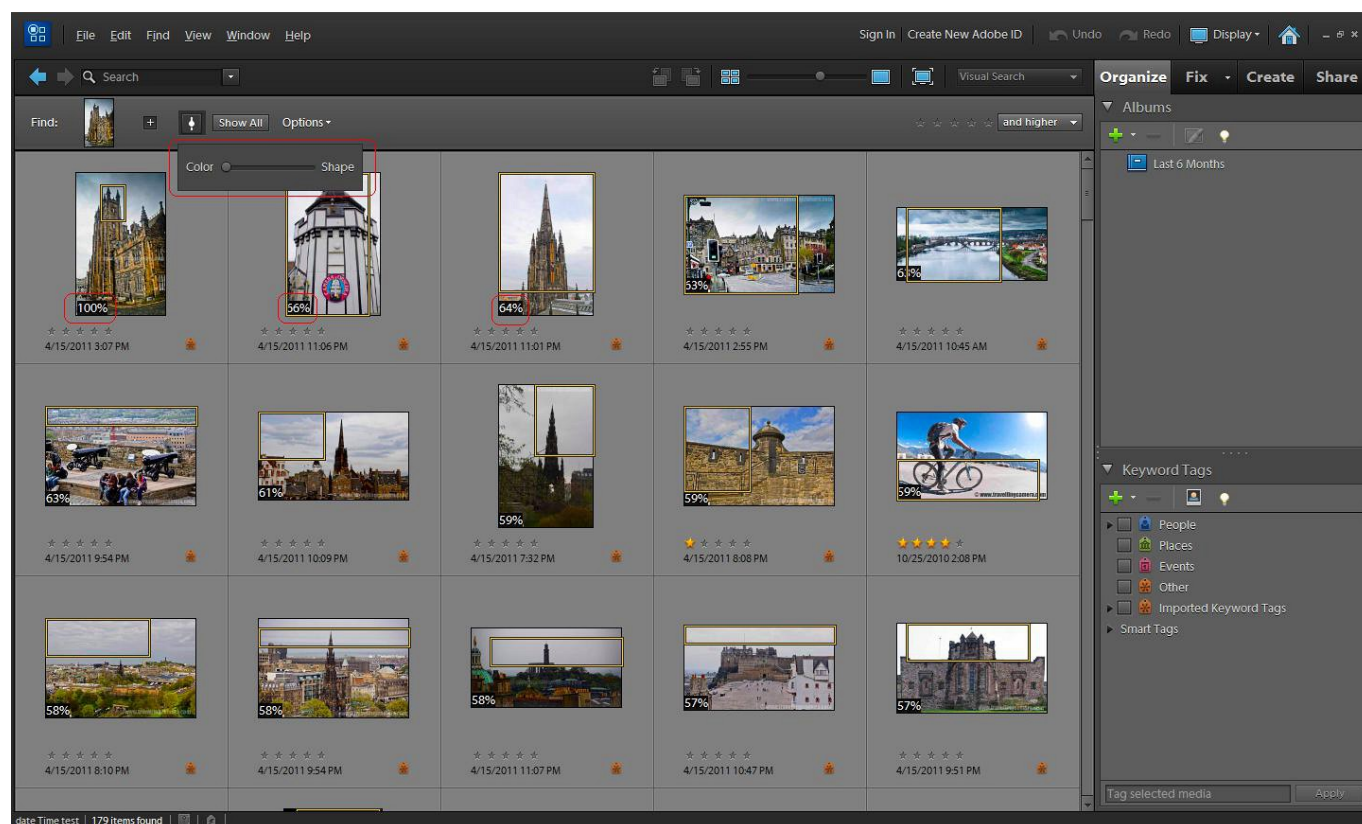 File Edit Find View Window Help
Sign In Create New Adobe ID Undo Redo Display
Search
Visual Search
Organize Fix Create Share
Find:
Show All Options
and higher
Albums
Last 6 Months
Color Shape
100%
56%
64%
53%
63%
4/15/2011 3:07 PM
4/15/2011 11:06 PM
4/15/2011 11:01 PM
4/15/2011 2:55 PM
4/15/2011 10:45 AM
63%
61%
59%
59%
59%
© www.travellingcamera.com
4/15/2011 9:54 PM
4/15/2011 10:09 PM
4/15/2011 7:32 PM
4/15/2011 8:08 PM
10/25/2010 2:08 PM
58%
58%
58%
57%
57%
4/15/2011 8:10 PM
4/15/2011 9:54 PM
4/15/2011 11:07 PM
4/15/2011 10:47 PM
4/15/2011 9:51 PM
Keyword Tags
People
Places
Events
Other
Imported Keyword Tags
Smart Tags
Tag selected media Apply
date Time test 179 items found